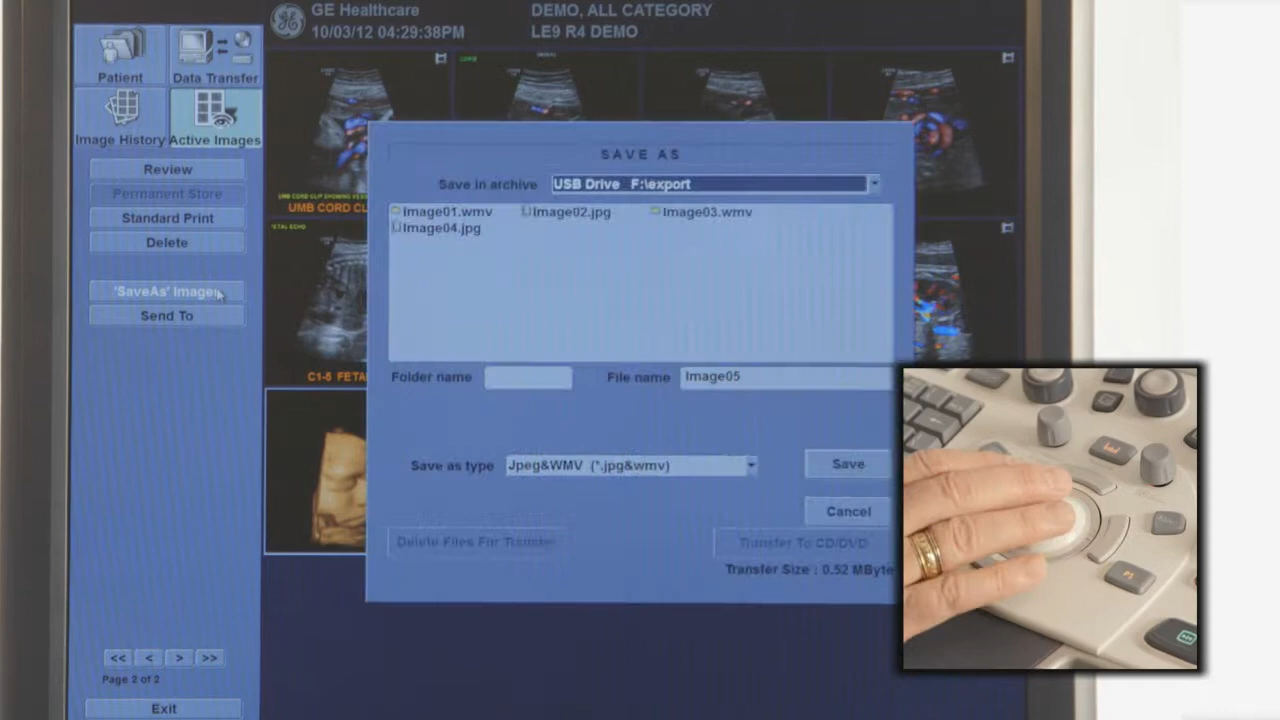 GE Healthcare
10/03/12 04:29:38PM
DEMO, ALL CATEGORY
LE9 R4 DEMO
Patient
Data Transfer
Image History
Active Images
Review
Permanent Store
Standard Print
Delete
'SaveAs' Image
Send To
UMB CORD CL
C1-5 FETA
SAVE AS
Save in archive
USB Drive F:\export
Image01.wmv
Image02.jpg
Image03.wmv
Image04.jpg
Folder name
File name
Image05
Save as type
Jpeg&WMV (*.jpg&wmv)
Save
Cancel
Delete Files For Transfer
Transfer To CD/DVD
Transfer Size : 0.52 MByte
<< < > >>
Page 2 of 2
Exit
P1